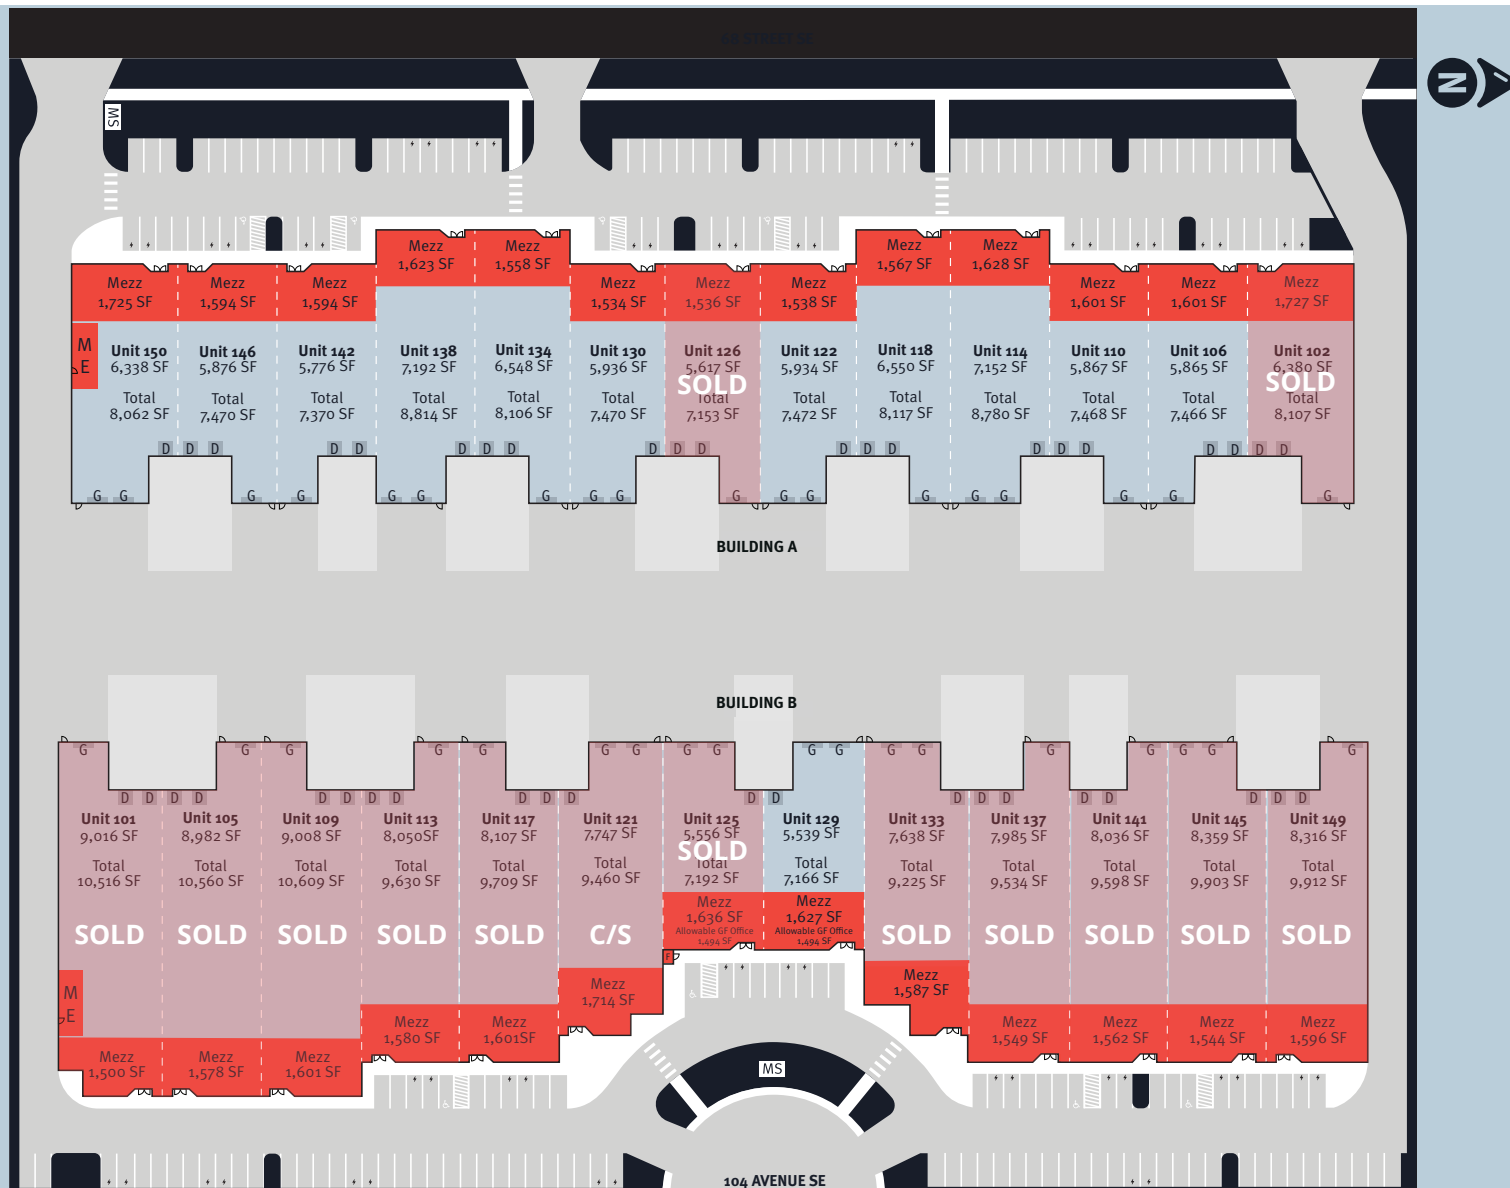 64 STREET SE
N
MS
Mezz
1,725 SF
Mezz
1,594 SF
Mezz
1,594 SF
Mezz
1,623 SF
Mezz
1,558 SF
Mezz
1,534 SF
Mezz
1,536 SF
Mezz
1,538 SF
Mezz
1,567 SF
Mezz
1,628 SF
Mezz
1,601 SF
Mezz
1,601 SF
Mezz
1,727 SF
M
E
Unit 150
6,338 SF
Total
8,062 SF
Unit 146
5,876 SF
Total
7,470 SF
Unit 142
5,776 SF
Total
7,370 SF
Unit 138
7,192 SF
Total
8,814 SF
Unit 134
6,548 SF
Total
8,106 SF
Unit 130
5,936 SF
Total
7,470 SF
Unit 126
5,617 SF
SOLD
Total
7,153 SF
Unit 122
5,934 SF
Total
7,472 SF
Unit 118
6,550 SF
Total
8,117 SF
Unit 114
7,152 SF
Total
8,780 SF
Unit 110
5,867 SF
Total
7,468 SF
Unit 106
5,865 SF
Total
7,466 SF
Unit 102
6,380 SF
SOLD
Total
8,107 SF
D D D D D D D D D D D D D D D D D D D D D
G G G G G G G G G G G G G G G G G G
BUILDING A
BUILDING B
G G G G G G G G G G G G G G G G G G
D D D D D D D D D D D D D D D D D D D D D
Unit 101
9,016 SF
Total
10,516 SF
SOLD
Unit 105
8,982 SF
Total
10,560 SF
SOLD
Unit 109
9,008 SF
Total
10,609 SF
SOLD
Unit 113
8,050SF
Total
9,630 SF
SOLD
Unit 117
8,107 SF
Total
9,709 SF
SOLD
Unit 121
7,747 SF
Total
9,460 SF
C/S
Unit 125
5,556 SF
SOLD
Total
7,192 SF
Unit 129
5,539 SF
Total
7,166 SF
Unit 133
7,638 SF
Total
9,225 SF
SOLD
Unit 137
7,985 SF
Total
9,534 SF
SOLD
Unit 141
8,036 SF
Total
9,598 SF
SOLD
Unit 145
8,359 SF
Total
9,903 SF
SOLD
Unit 149
8,316 SF
Total
9,912 SF
SOLD
Mezz
1,636 SF
Allowable GF Office
1,494 SF
Mezz
1,627 SF
Allowable GF Office
1,494 SF
F
M
E
Mezz
1,500 SF
Mezz
1,578 SF
Mezz
1,601 SF
Mezz
1,580 SF
Mezz
1,601SF
Mezz
1,714 SF
Mezz
1,587 SF
Mezz
1,549 SF
Mezz
1,562 SF
Mezz
1,544 SF
Mezz
1,596 SF
MS
104 AVENUE SE